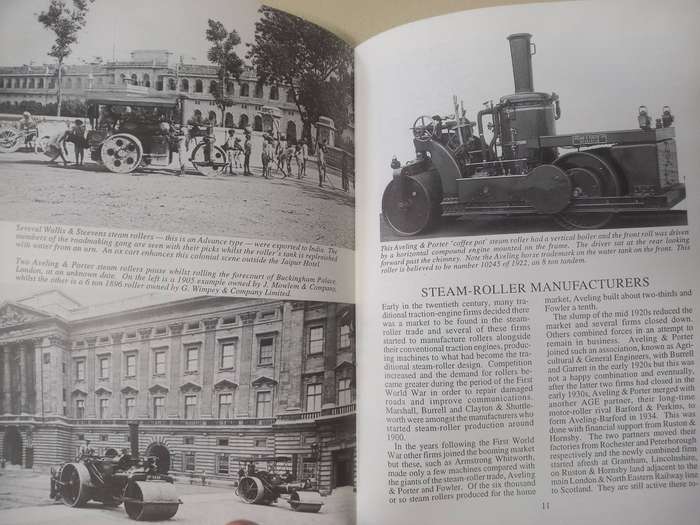 Several Wallis & Steevens steam rollers — this is an Advance type — were exported to India. The
members of the roadmaking gang are seen with their picks whilst the roller's tank is replenished
with water from an urn. An ox cart enhances this colonial scene outside the Jaipur Hotel.
Two Aveling & Porter steam rollers pause whilst rolling the forecourt of Buckingham Palace,
London, at an unknown date. On the left is a 1905 example owned by J. Mowlem & Company,
whilst the other is a 6 ton 1896 roller owned by G. Wimpey & Company Limited.
This Aveling & Porter 'coffee pot' steam roller had a vertical boiler and the front roll was driven
by a horizontal compound engine mounted on the frame. The driver sat at the rear looking
forward past the chimney. Note the Aveling horse trademark on the water tank on the front. This
roller is believed to be number 10245 of 1922, an 8 ton tandem.
STEAM-ROLLER MANUFACTURERS
Early in the twentieth century, many tra-
ditional traction-engine firms decided there
was a market to be found in the steam-
roller trade and several of these firms
started to manufacture rollers alongside
their conventional traction engines, produc-
ing machines to what had become the tra-
ditional steam-roller design. Competition
increased and the demand for rollers be-
came greater during the period of the First
World War in order to repair damaged
roads and improve communications.
Marshall, Burrell and Clayton & Shuttle-
worth were amongst the manufacturers who
started steam-roller production around
1900.
In the years following the First World
War other firms joined the booming market
but these, such as Armstrong Whitworth,
made only a few machines compared with
the giants of the steam-roller trade, Aveling
& Porter and Fowler. Of the six thousand
or so steam rollers produced for the home
market, Aveling built about two-thirds and
Fowler a tenth.
The slump of the mid 1920s reduced the
market and several firms closed down.
Others combined forces in an attempt to
remain in business. Aveling & Porter
joined such an association, known as Agri-
cultural & General Engineers, with Burrell
and Garrett in the early 1920s but this was
not a happy combination and eventually,
after the latter two firms had closed in the
early 1930s, Aveling & Porter merged with
another AGE partner, their long-time
motor-roller rival Barford & Perkins, to
form Aveling-Barford in 1934. This was
done with financial support from Ruston &
Hornsby. The two partners moved their
factories from Rochester and Peterborough
respectively and the newly combined firm
started afresh at Grantham, Lincolnshire,
on Ruston & Hornsby land adjacent to the
main London & North Eastern Railway line
to Scotland. They are still active these to-
11